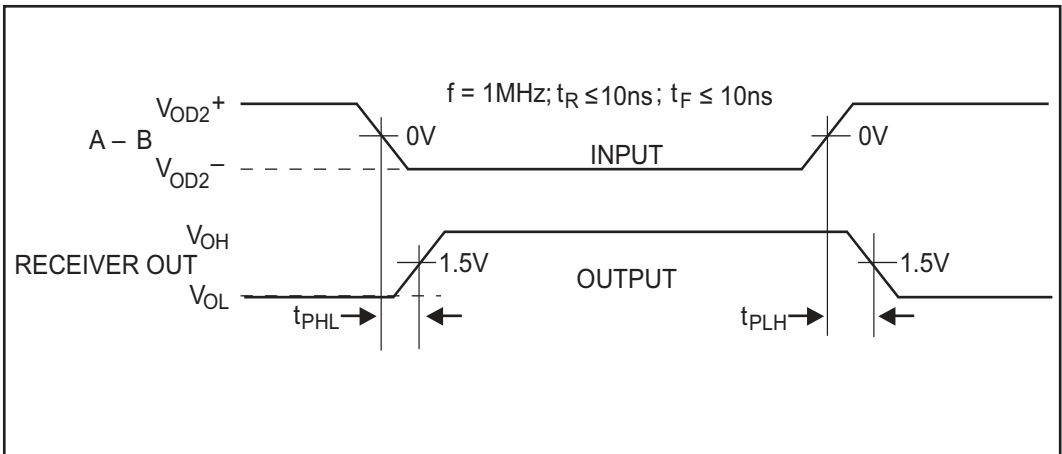 f = 1MHz; tR ≤10ns; tF ≤ 10ns
VOD2+
A – B
0V
0V
INPUT
VOD2–
VOH
RECEIVER OUT
1.5V
OUTPUT
1.5V
VOL
tPHL
tPLH